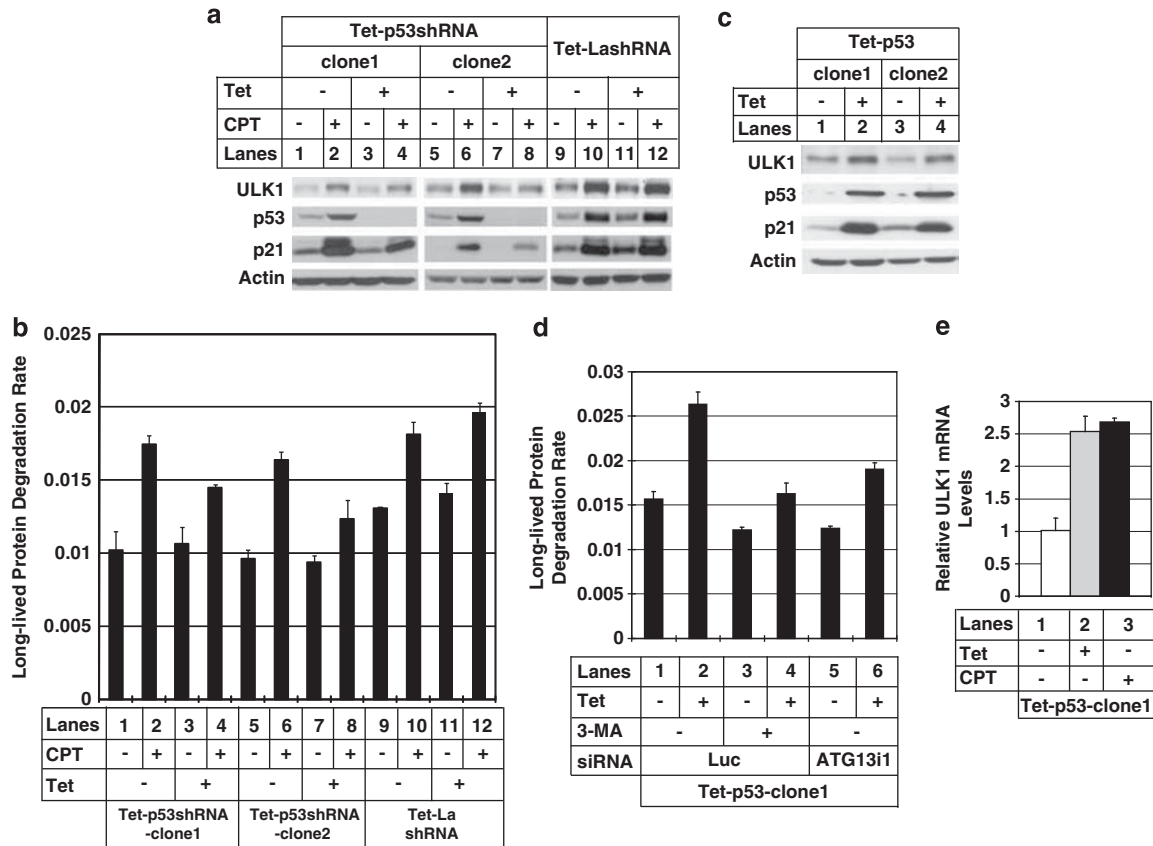 a
Tet-p53shRNA Tet-LashRNA
clone1 clone2
Tet - + - + - +
CPT - + - + - + - + - + - +
Lanes 1 2 3 4 5 6 7 8 9 10 11 12
ULK1
p53
p21
Actin
c
Tet-p53
clone1 clone2
Tet - + - +
Lanes 1 2 3 4
ULK1
p53
p21
Actin
b
Long-lived Protein Degradation Rate
0.025
0.02
0.015
0.01
0.005
0
Lanes 1 2 3 4 5 6 7 8 9 10 11 12
CPT - + - + - + - + - + - +
Tet - + - + - +
Tet-p53shRNA Tet-p53shRNA Tet-La
-clone1 -clone2 shRNA
d
Long-lived Protein
Degradation Rate
0.03
0.025
0.02
0.015
0.01
0.005
0
Lanes 1 2 3 4 5 6
Tet - + - + - +
3-MA - + -
siRNA Luc ATG13i1
Tet-p53-clone1
e
Relative ULK1 mRNA
Levels
3
2.5
2
1.5
1
0.5
0
Lanes 1 2 3
Tet - + -
CPT - - +
Tet-p53-clone1